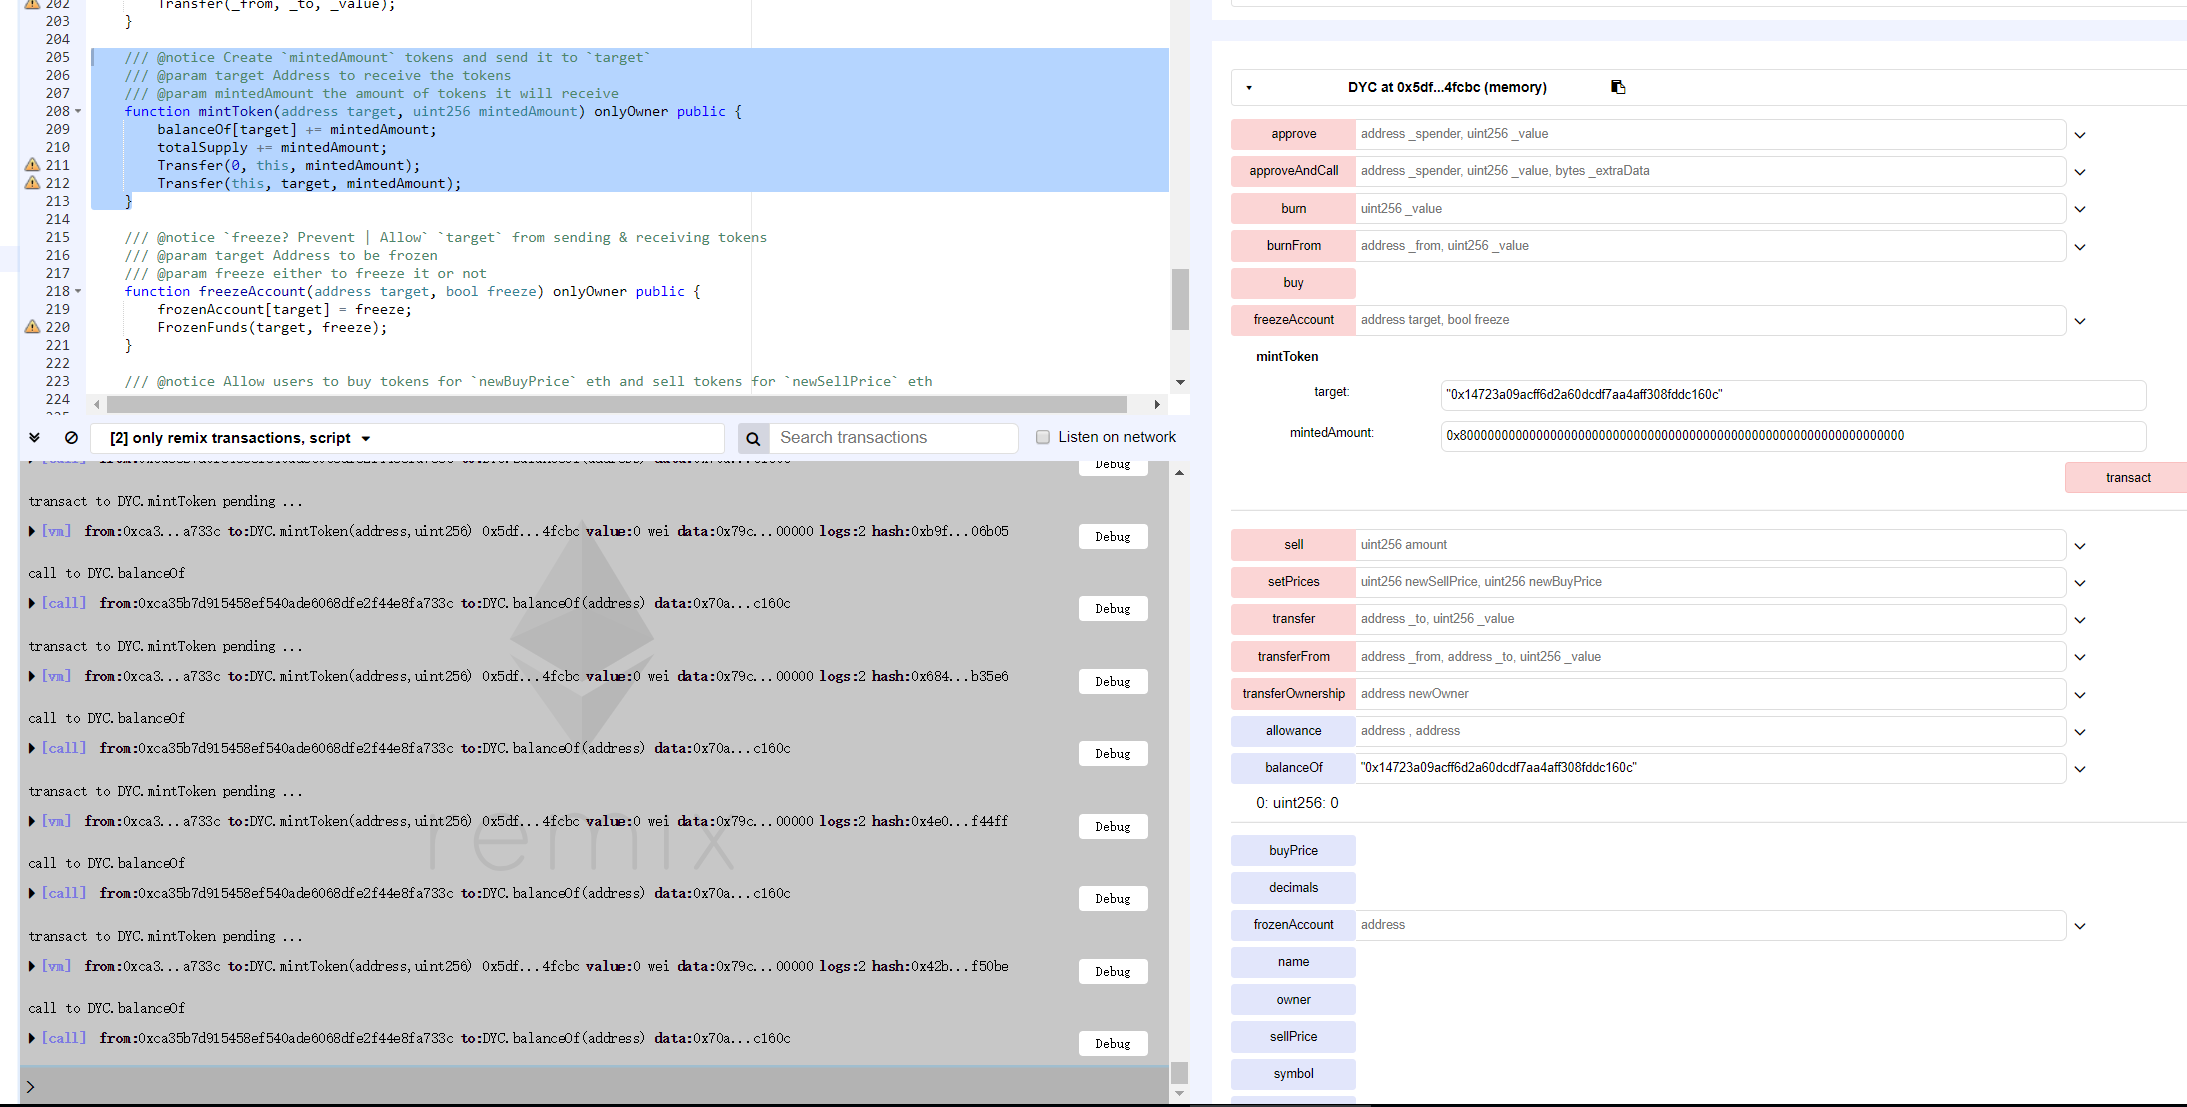 202 Transfer(_from, _to, _value);
203 }
204
205 /// @notice Create `mintedAmount` tokens and send it to `target`
206 /// @param target Address to receive the tokens
207 /// @param mintedAmount the amount of tokens it will receive
208 function mintToken(address target, uint256 mintedAmount) onlyOwner public {
209 balanceOf[target] += mintedAmount;
210 totalSupply += mintedAmount;
211 Transfer(0, this, mintedAmount);
212 Transfer(this, target, mintedAmount);
213 }
214
215 /// @notice `freeze? Prevent | Allow` `target` from sending & receiving tokens
216 /// @param target Address to be frozen
217 /// @param freeze either to freeze it or not
218 function freezeAccount(address target, bool freeze) onlyOwner public {
219 frozenAccount[target] = freeze;
220 FrozenFunds(target, freeze);
221 }
222
223 /// @notice Allow users to buy tokens for `newBuyPrice` eth and sell tokens for `newSellPrice` eth
224
[2] only remix transactions, script
Search transactions
Listen on network
Debug
transact to DYC.mintToken pending ...
[vm] from:0xca3...a733c to:DYC.mintToken(address,uint256) 0x5df...4fcbc value:0 wei data:0x79c...00000 logs:2 hash:0xb9f...06b05 Debug
call to DYC.balanceOf
[call] from:0xca35b7d915458ef540ade6068dfe2f44e8fa733c to:DYC.balanceOf(address) data:0x70a...c160c Debug
transact to DYC.mintToken pending ...
[vm] from:0xca3...a733c to:DYC.mintToken(address,uint256) 0x5df...4fcbc value:0 wei data:0x79c...00000 logs:2 hash:0x684...b35e6 Debug
call to DYC.balanceOf
[call] from:0xca35b7d915458ef540ade6068dfe2f44e8fa733c to:DYC.balanceOf(address) data:0x70a...c160c Debug
transact to DYC.mintToken pending ...
[vm] from:0xca3...a733c to:DYC.mintToken(address,uint256) 0x5df...4fcbc value:0 wei data:0x79c...00000 logs:2 hash:0x4e0...f44ff Debug
remix
call to DYC.balanceOf
[call] from:0xca35b7d915458ef540ade6068dfe2f44e8fa733c to:DYC.balanceOf(address) data:0x70a...c160c Debug
transact to DYC.mintToken pending ...
[vm] from:0xca3...a733c to:DYC.mintToken(address,uint256) 0x5df...4fcbc value:0 wei data:0x79c...00000 logs:2 hash:0x42b...f50be Debug
call to DYC.balanceOf
[call] from:0xca35b7d915458ef540ade6068dfe2f44e8fa733c to:DYC.balanceOf(address) data:0x70a...c160c Debug
>
DYC at 0x5df...4fcbc (memory)
approve address _spender, uint256 _value
approveAndCall address _spender, uint256 _value, bytes _extraData
burn uint256 _value
burnFrom address _from, uint256 _value
buy
freezeAccount address target, bool freeze
mintToken
target: "0x14723a09acff6d2a60dcdf7aa4aff308fddc160c"
mintedAmount: 0x8000000000000000000000000000000000000000000000000000000000000000
transact
sell uint256 amount
setPrices uint256 newSellPrice, uint256 newBuyPrice
transfer address _to, uint256 _value
transferFrom address _from, address _to, uint256 _value
transferOwnership address newOwner
allowance address , address
balanceOf "0x14723a09acff6d2a60dcdf7aa4aff308fddc160c"
0: uint256: 0
buyPrice
decimals
frozenAccount address
name
owner
sellPrice
symbol